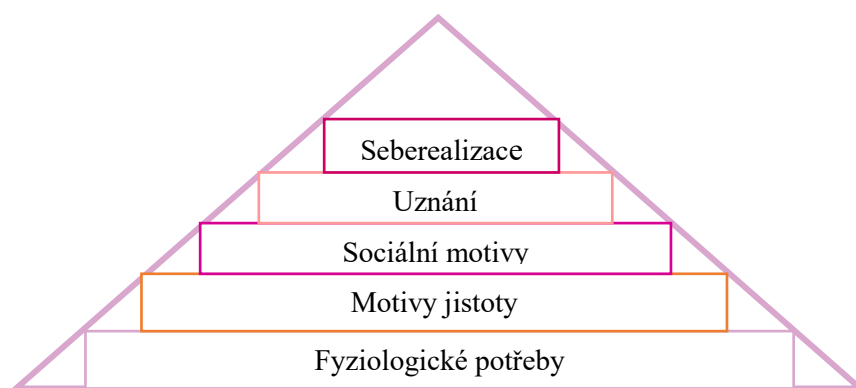 Seberealizace
Uznání
Sociální motivy
Motivy jistoty
Fyziologické potřeby